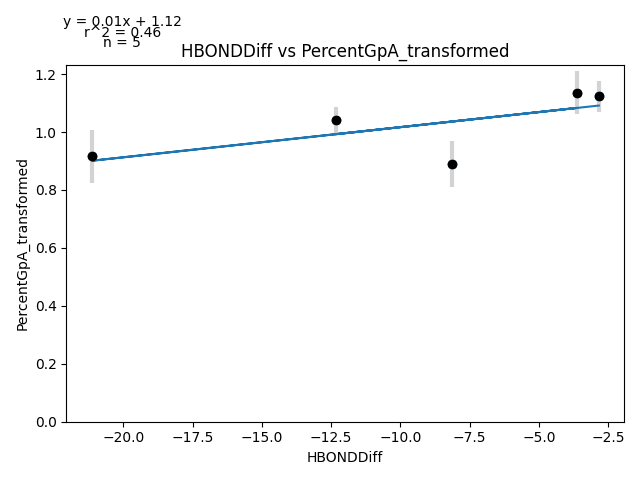 y = 0.01x + 1.12
r^2 = 0.46
n = 5
HBONDDiff vs PercentGpA_transformed
1.2
1.0
0.8
0.6
0.4
0.2
0.0
PercentGpA_transformed
−20.0 −17.5 −15.0 −12.5 −10.0 −7.5 −5.0 −2.5
HBONDDiff